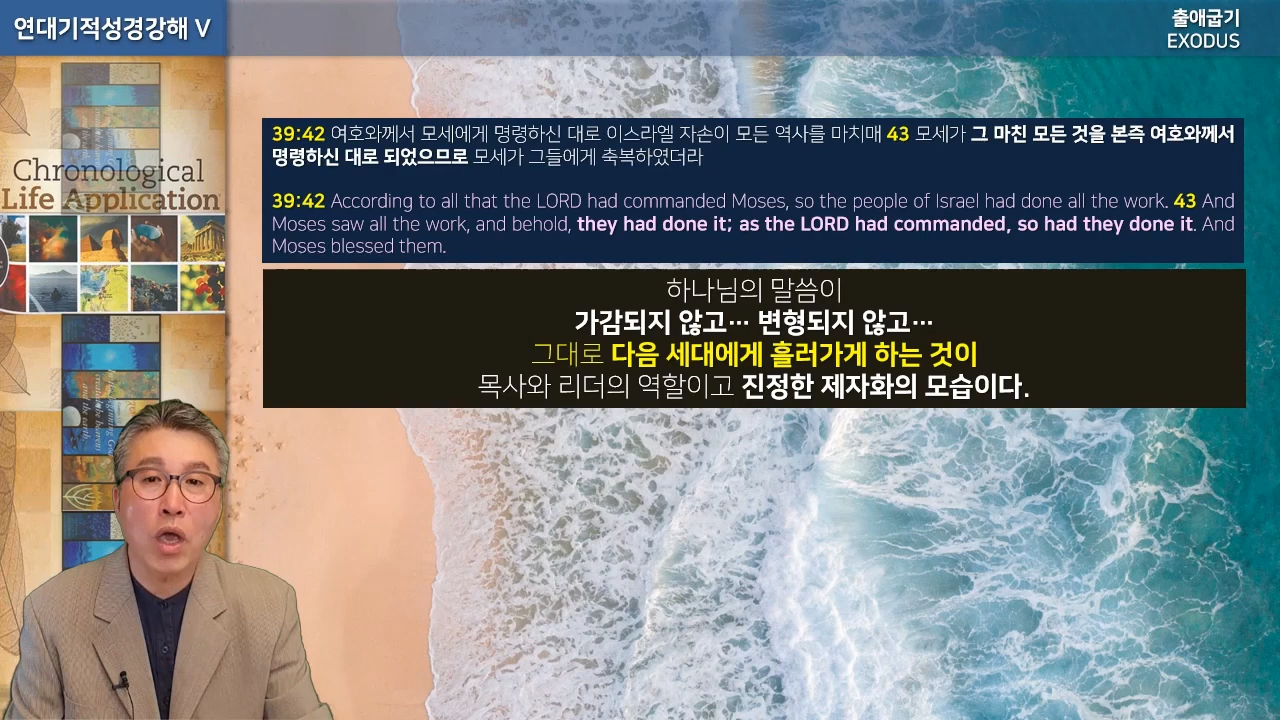 연대기적성경강해 V
출애굽기
EXODUS
Chronological
Life Application
39:42 여호와께서 모세에게 명령하신 대로 이스라엘 자손이 모든 역사를 마치매 43 모세가 그 마친 모든 것을 본즉 여호와께서
명령하신 대로 되었으므로 모세가 그들에게 축복하였더라
39:42 According to all that the LORD had commanded Moses, so the people of Israel had done all the work. 43 And
Moses saw all the work, and behold, they had done it; as the LORD had commanded, so had they done it. And
Moses blessed them.
하나님의 말씀이
가감되지 않고… 변형되지 않고…
그대로 다음 세대에게 흘러가게 하는 것이
목사와 리더의 역할이고 진정한 제자화의 모습이다.